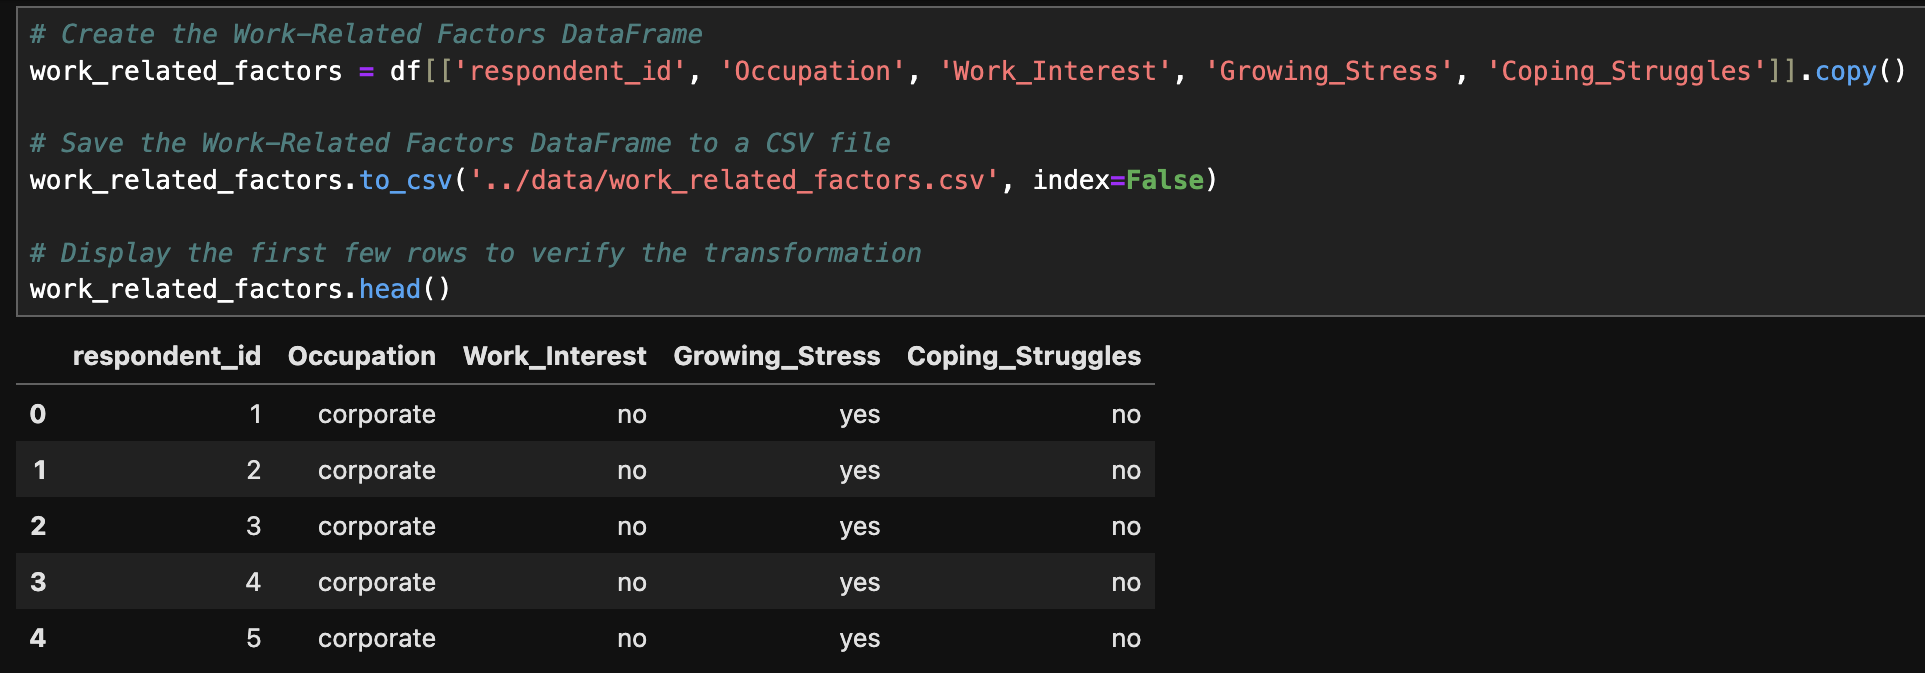 # Create the Work-Related Factors DataFrame
work_related_factors = df[['respondent_id', 'Occupation', 'Work_Interest', 'Growing_Stress', 'Coping_Struggles']].copy()
# Save the Work-Related Factors DataFrame to a CSV file
work_related_factors.to_csv('../data/work_related_factors.csv', index=False)
# Display the first few rows to verify the transformation
work_related_factors.head()
respondent_id Occupation Work_Interest Growing_Stress Coping_Struggles
0 1 corporate no yes no
1 2 corporate no yes no
2 3 corporate no yes no
3 4 corporate no yes no
4 5 corporate no yes no